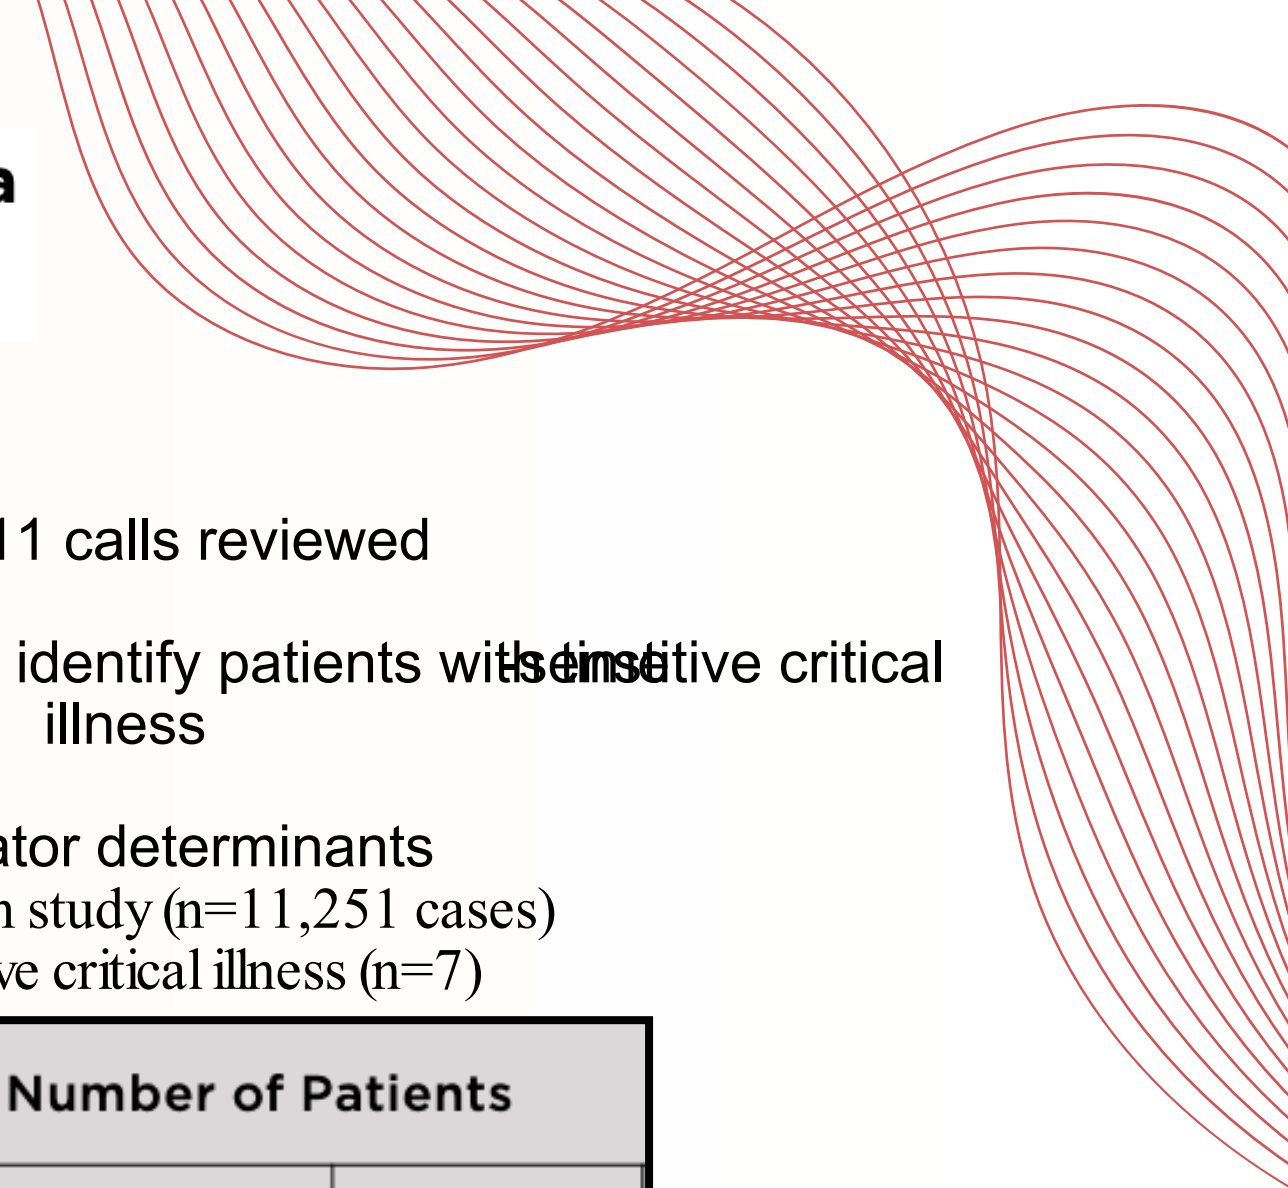 a
11 calls reviewed
identify patients with time-sensitive critical
illness
ator determinants
n study (n=11,251 cases)
ve critical illness (n=7)
Number of Patients